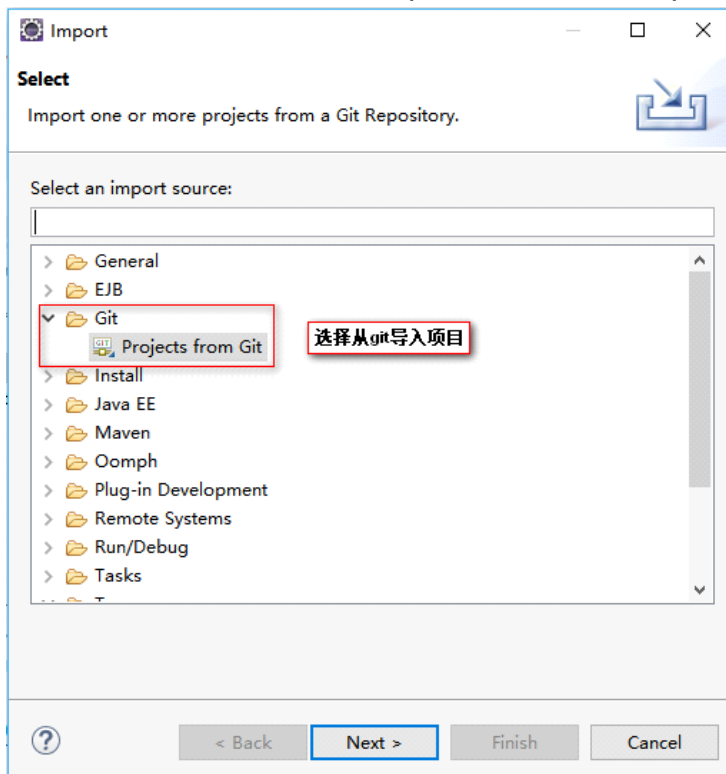 Import
Select
Import one or more projects from a Git Repository.
Select an import source:
General
EJB
Git
Projects from Git
选择从git导入项目
Install
Java EE
Maven
Oomph
Plug-in Development
Remote Systems
Run/Debug
Tasks
< Back
Next >
Finish
Cancel